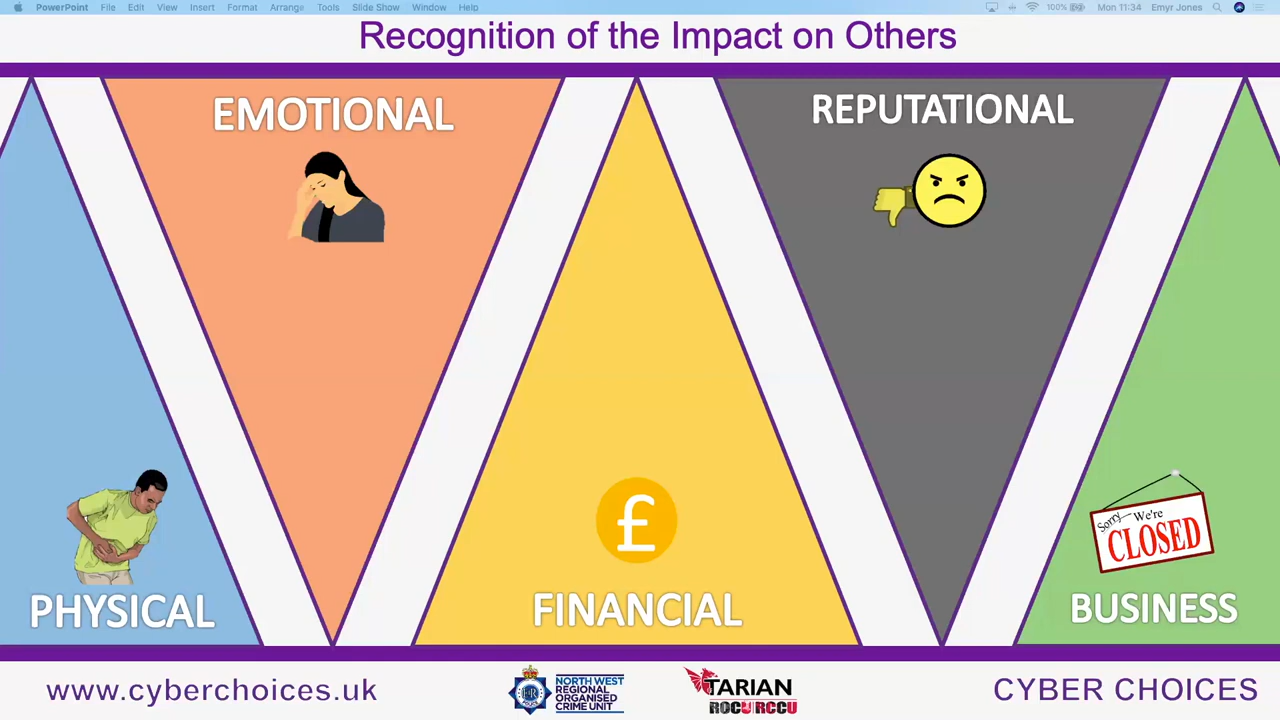 PowerPoint File Edit View Insert Format Arrange Tools Slide Show Window Help 100% Mon 11:34 Emyr Jones
Recognition of the Impact on Others
EMOTIONAL
REPUTATIONAL
£
Sorry We're
CLOSED
PHYSICAL
FINANCIAL
BUSINESS
www.cyberchoices.uk
NORTH WEST
REGIONAL
ORGANISED
CRIME UNIT
TARIAN
ROCU RCCU
CYBER CHOICES